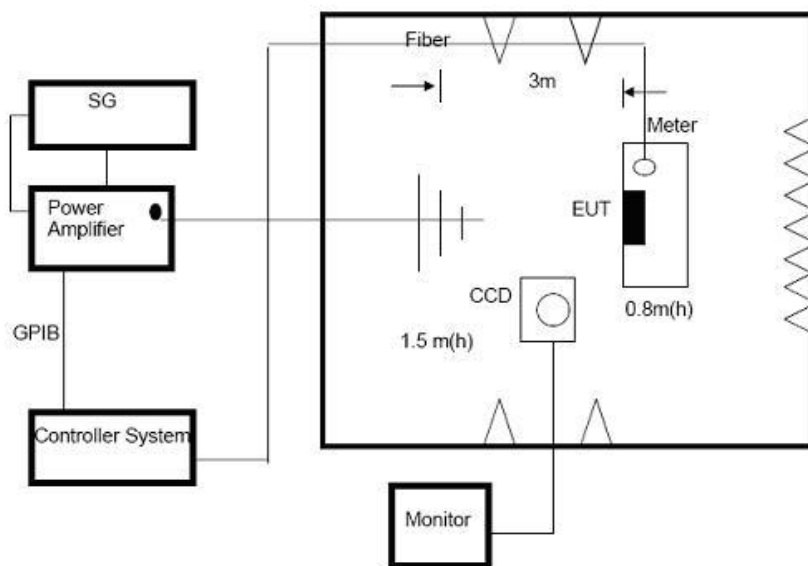 Fiber
3m
SG
Meter
Power
Amplifier
EUT
CCD
0.8m(h)
GPIB
1.5 m(h)
Controller System
Monitor